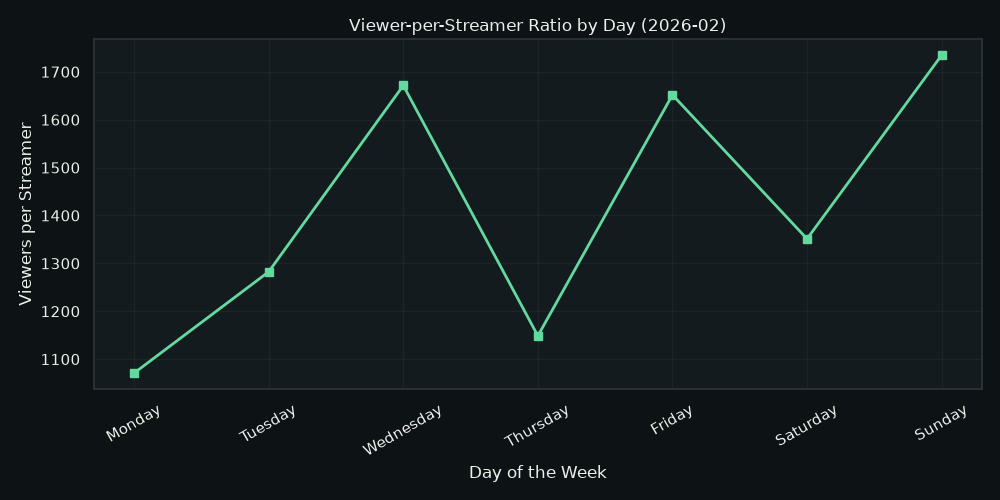 Viewer-per-Streamer Ratio by Day (2026-02)
Viewers per Streamer
1700
1600
1500
1400
1300
1200
1100
Monday
Tuesday
Wednesday
Thursday
Friday
Saturday
Sunday
Day of the Week